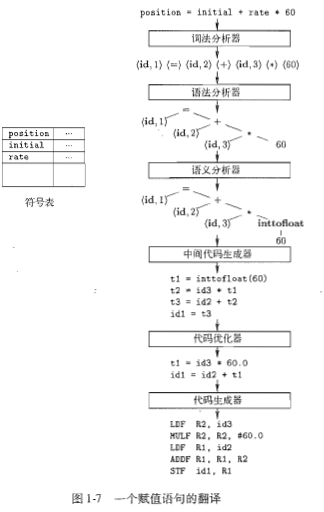 position = initial + rate * 60
词法分析器
⟨id, 1⟩ ⟨=⟩ ⟨id, 2⟩ ⟨+⟩ ⟨id, 3⟩ ⟨*⟩ ⟨60⟩
语法分析器
=
⟨id, 1⟩ +
⟨id, 2⟩ *
⟨id, 3⟩ 60
position ...
initial ...
rate ...
符号表
语义分析器
=
⟨id, 1⟩ +
⟨id, 2⟩ *
⟨id, 3⟩ inttofloat
60
中间代码生成器
t1 = inttofloat(60)
t2 = id3 * t1
t3 = id2 + t2
id1 = t3
代码优化器
t1 = id3 * 60.0
id1 = id2 + t1
代码生成器
LDF R2, id3
MULF R2, R2, #60.0
LDF R1, id2
ADDF R1, R1, R2
STF id1, R1
图 1-7 一个赋值语句的翻译